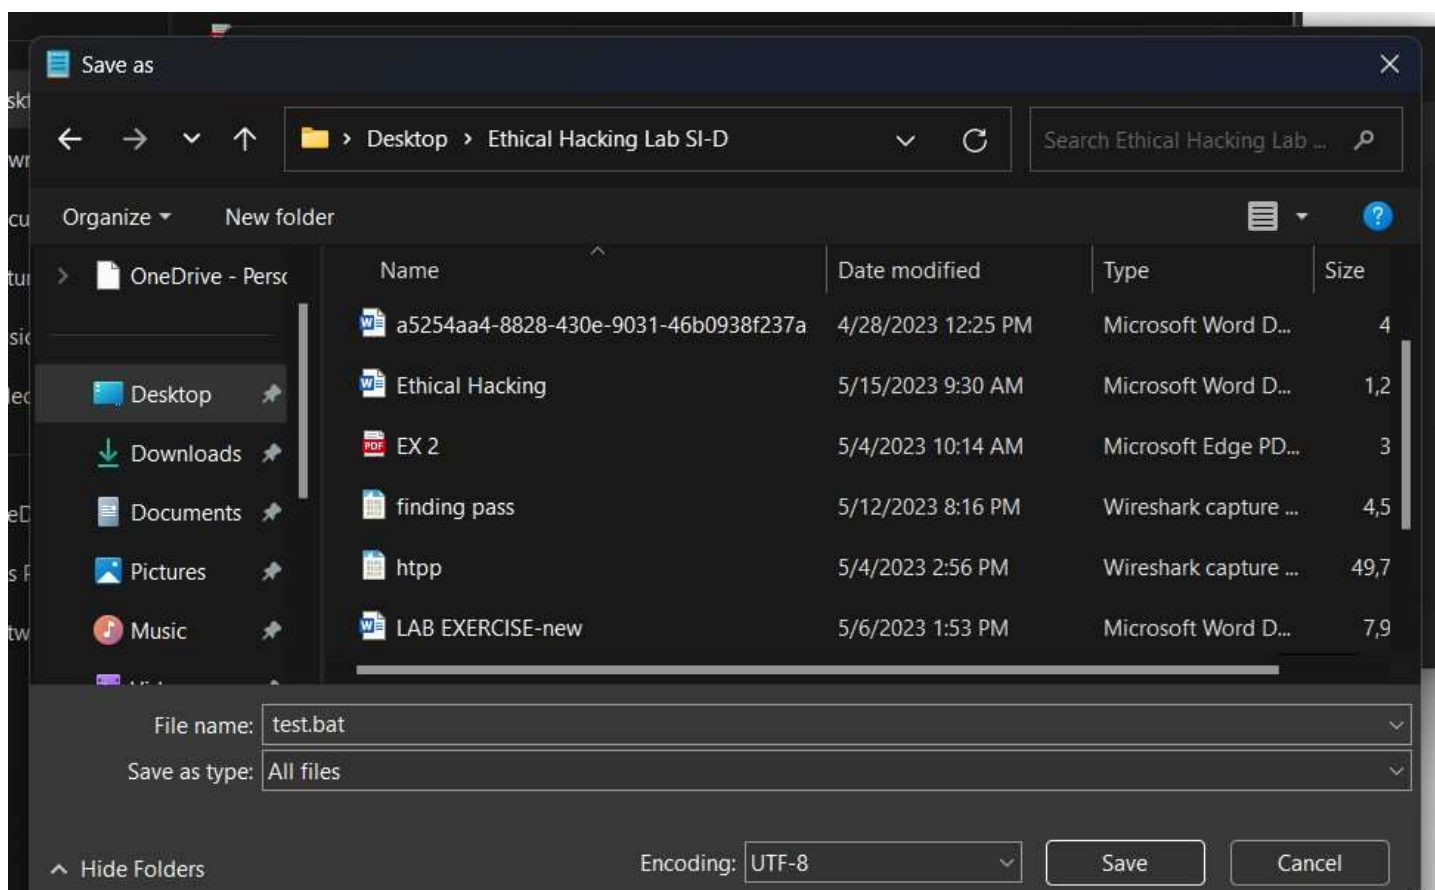 Save as
Desktop > Ethical Hacking Lab SI-D
Search Ethical Hacking Lab ...
Organize
New folder
OneDrive - Persc
Desktop
Downloads
Documents
Pictures
Music
Name Date modified Type Size
a5254aa4-8828-430e-9031-46b0938f237a 4/28/2023 12:25 PM Microsoft Word D... 4
Ethical Hacking 5/15/2023 9:30 AM Microsoft Word D... 1,2
EX 2 5/4/2023 10:14 AM Microsoft Edge PD... 3
finding pass 5/12/2023 8:16 PM Wireshark capture ... 4,5
htpp 5/4/2023 2:56 PM Wireshark capture ... 49,7
LAB EXERCISE-new 5/6/2023 1:53 PM Microsoft Word D... 7,9
File name: test.bat
Save as type: All files
Hide Folders
Encoding: UTF-8
Save
Cancel